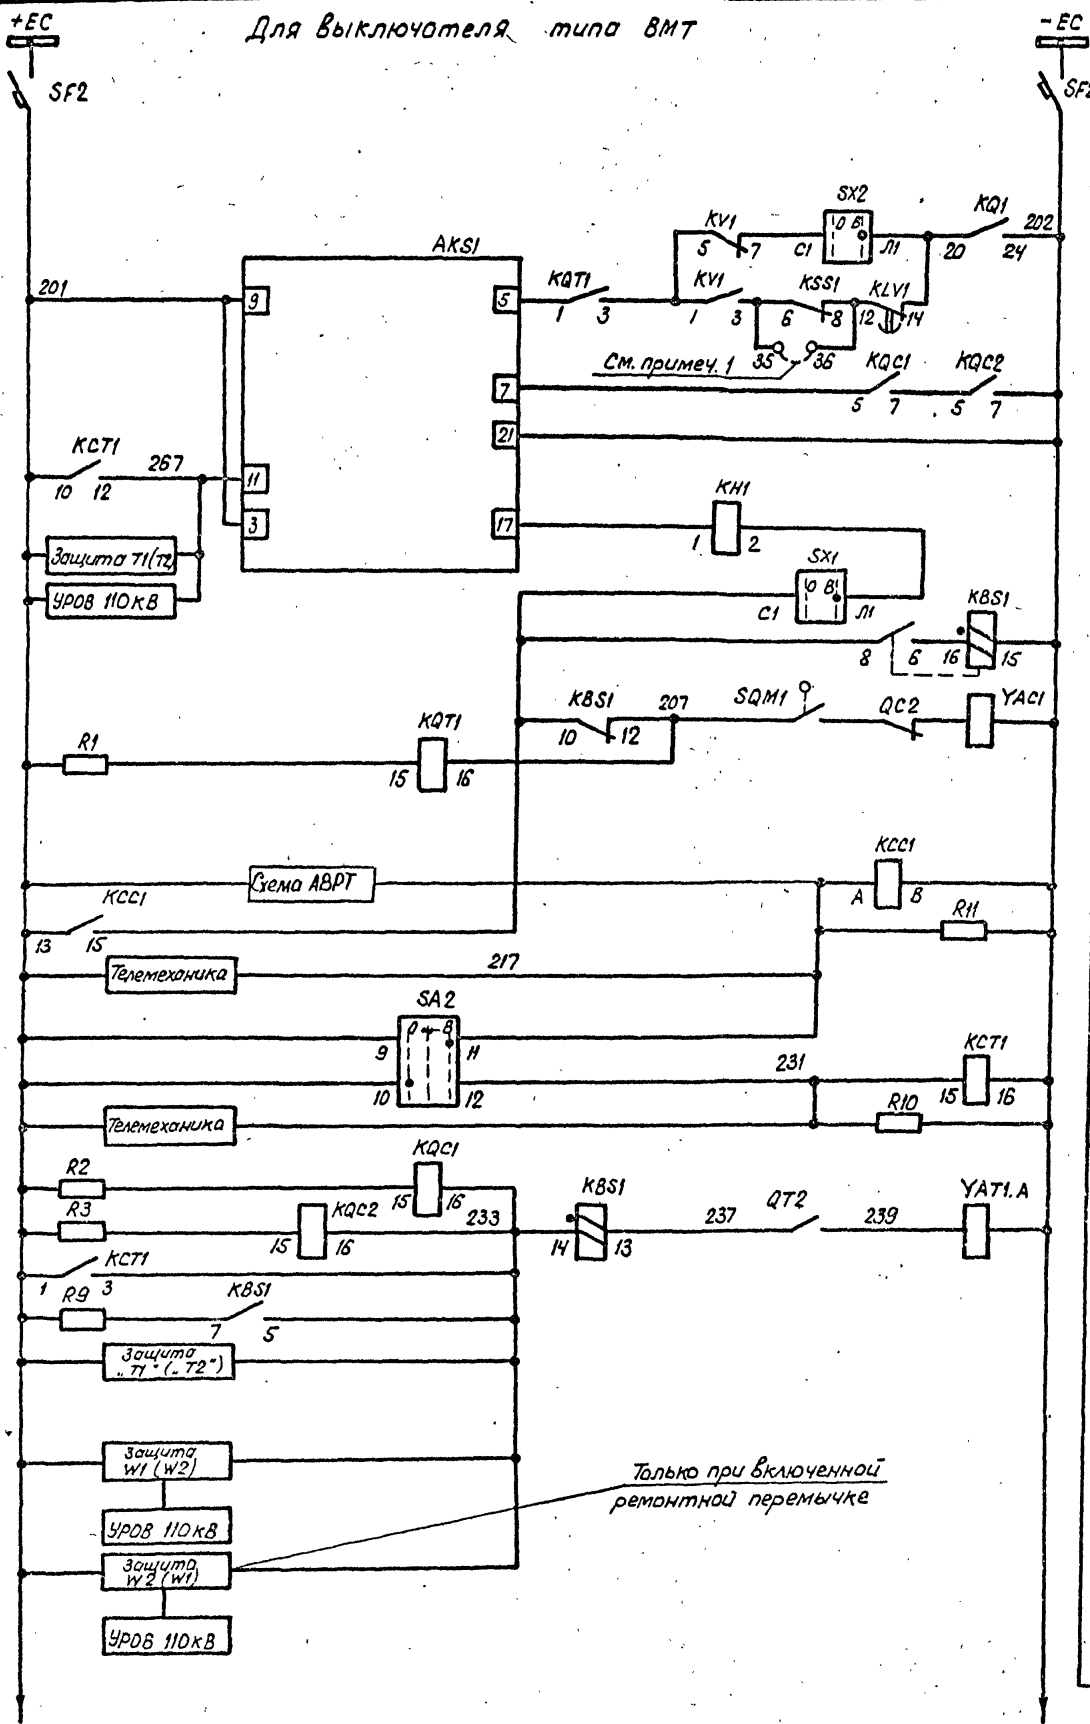 +ЕС Для выключателя типа ВМТ -ЕС
SF2 SF2
SX2
KV1 О В KQ1 202
AKS1 5 7 С1 Л1 20 24
201 KQT1 KV1 KSS1 KLV1
9 5 1 3 1 3 6 8 12 14
35 36
См. примеч. 1 KQC1 KQC2
7 5 7 5 7
21
KCT1 267
10 12 11 KH1
3 17 1 2
Защита Т1(Т2)
SX1
УРОВ 110кВ О В KBS1
С1 Л1
8 6 16 15
KBS1 207 SQM1 QC2 YAC1
R1 KQT1 10 12
15 16
KCC1
Схема АВРТ А В
KCC1 R11
13 15
Телемеханика 217
SA2
О В
9 11 KCT1
231
10 12 15 16
Телемеханика R10
R2 KQC1
15 16 KBS1 YAT1.A
R3 KQC2 233 237 QT2 239
15 16 14 13
KCT1
1 3
R9 KBS1
7 5
Защита
„Т1" („Т2")
Защита
W1 (W2)
Только при включенной
ремонтной перемычке
УРОВ 110кВ
Защита
W2 (W1)
УРОВ 110кВ